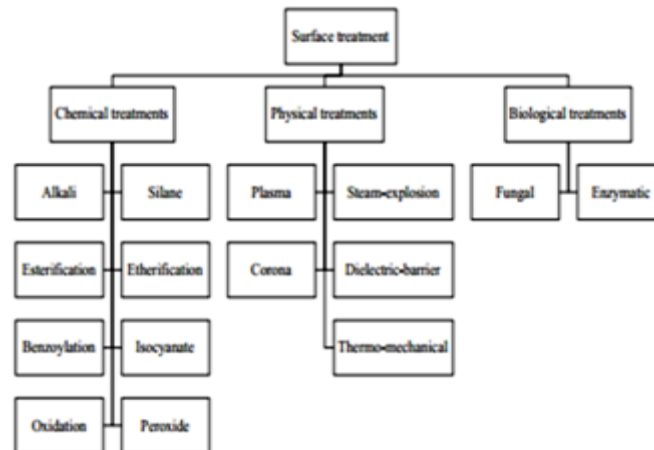 Surface treatment
Chemical treatments
Physical treatments
Biological treatments
Alkali
Silane
Plasma
Steam-explosion
Fungal
Enzymatic
Esterification
Etherification
Corona
Dielectric-barrier
Benzoylation
Isocyanate
Thermo-mechanical
Oxidation
Peroxide